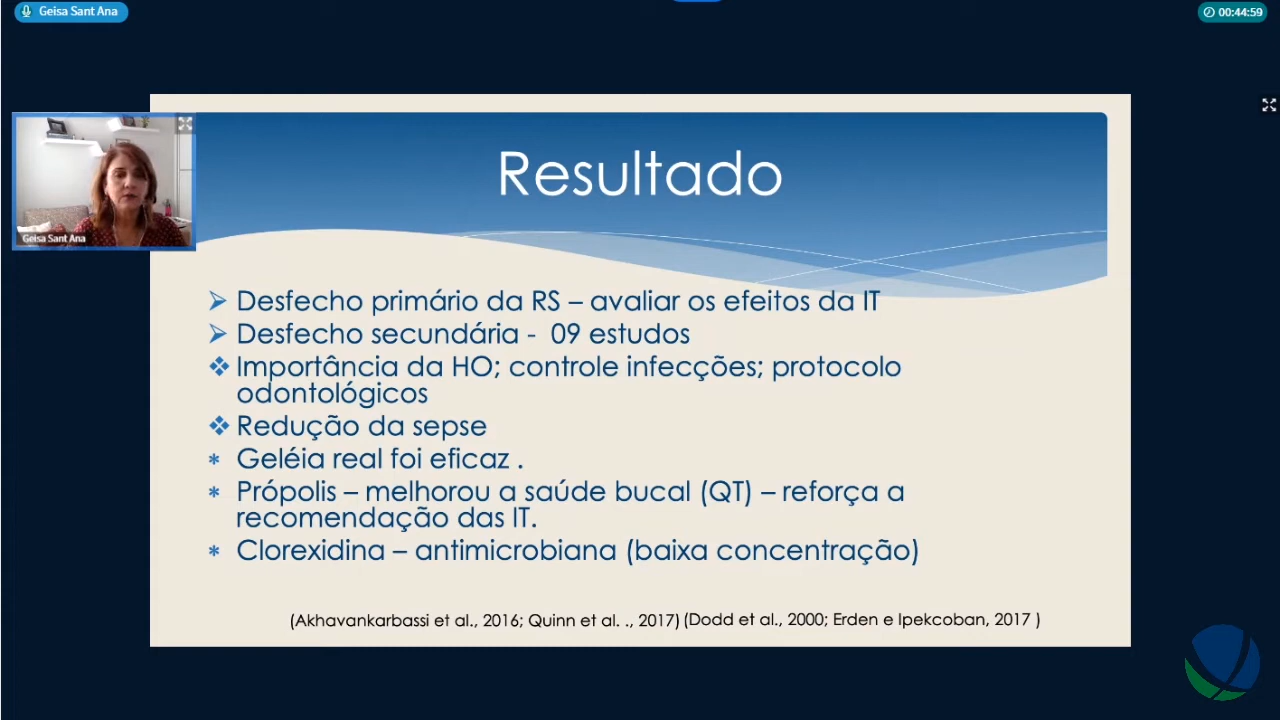 Geisa Sant Ana
00:44:59
Geisa Sant Ana
Resultado
Desfecho primário da RS – avaliar os efeitos da IT
Desfecho secundária - 09 estudos
Importância da HO; controle infecções; protocolo
odontológicos
Redução da sepse
Geléia real foi eficaz .
Própolis – melhorou a saúde bucal (QT) – reforça a
recomendação das IT.
Clorexidina – antimicrobiana (baixa concentração)
(Akhavankarbassi et al., 2016; Quinn et al. ., 2017) (Dodd et al., 2000; Erden e Ipekcoban, 2017 )